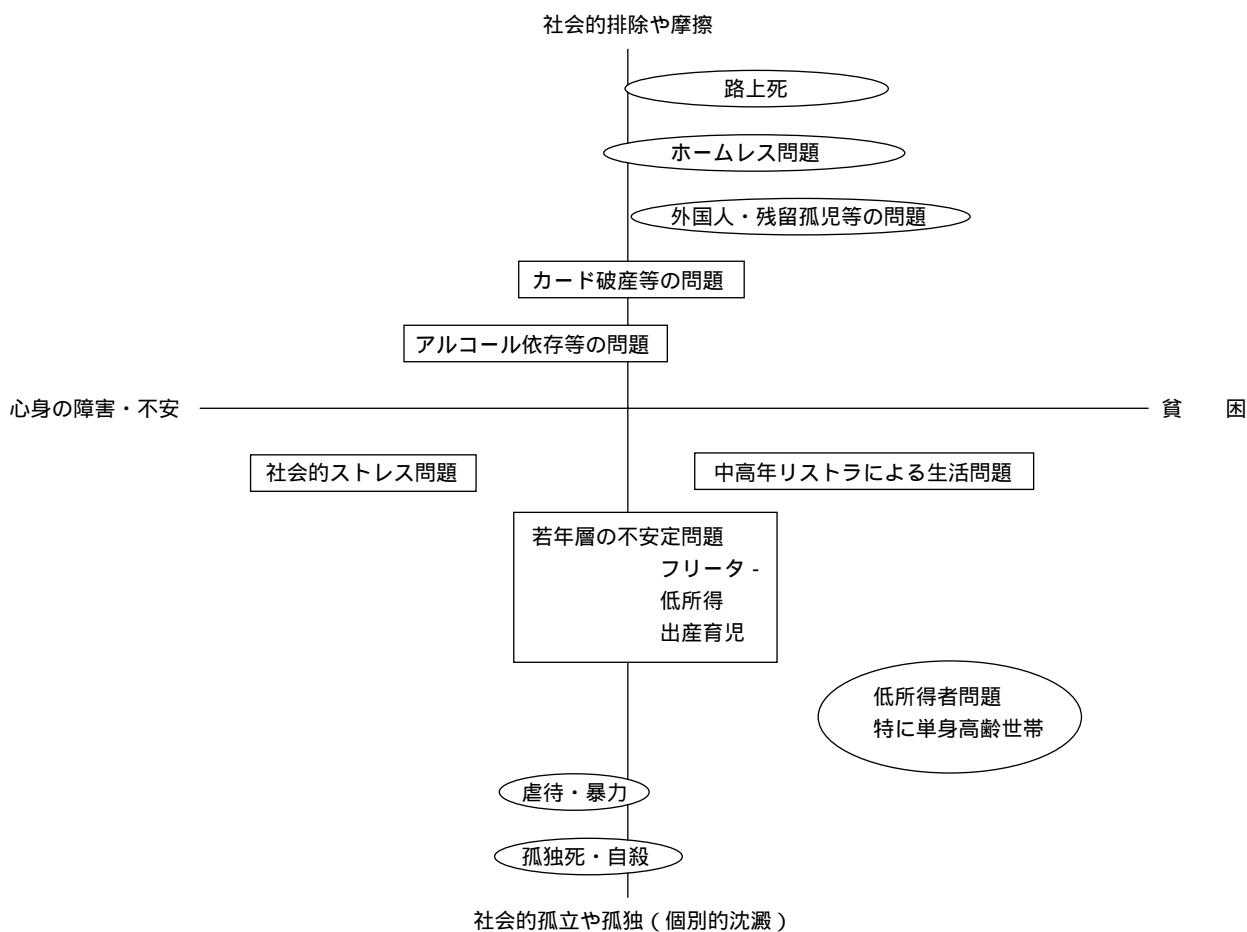 社会的排除や摩擦
路上死
ホームレス問題
外国人・残留孤児等の問題
カード破産等の問題
アルコール依存等の問題
心身の障害・不安
貧　　困
社会的ストレス問題
中高年リストラによる生活問題
若年層の不安定問題
フリータ -
低所得
出産育児
低所得者問題
特に単身高齢世帯
虐待・暴力
孤独死・自殺
社会的孤立や孤独（個別的沈澱）